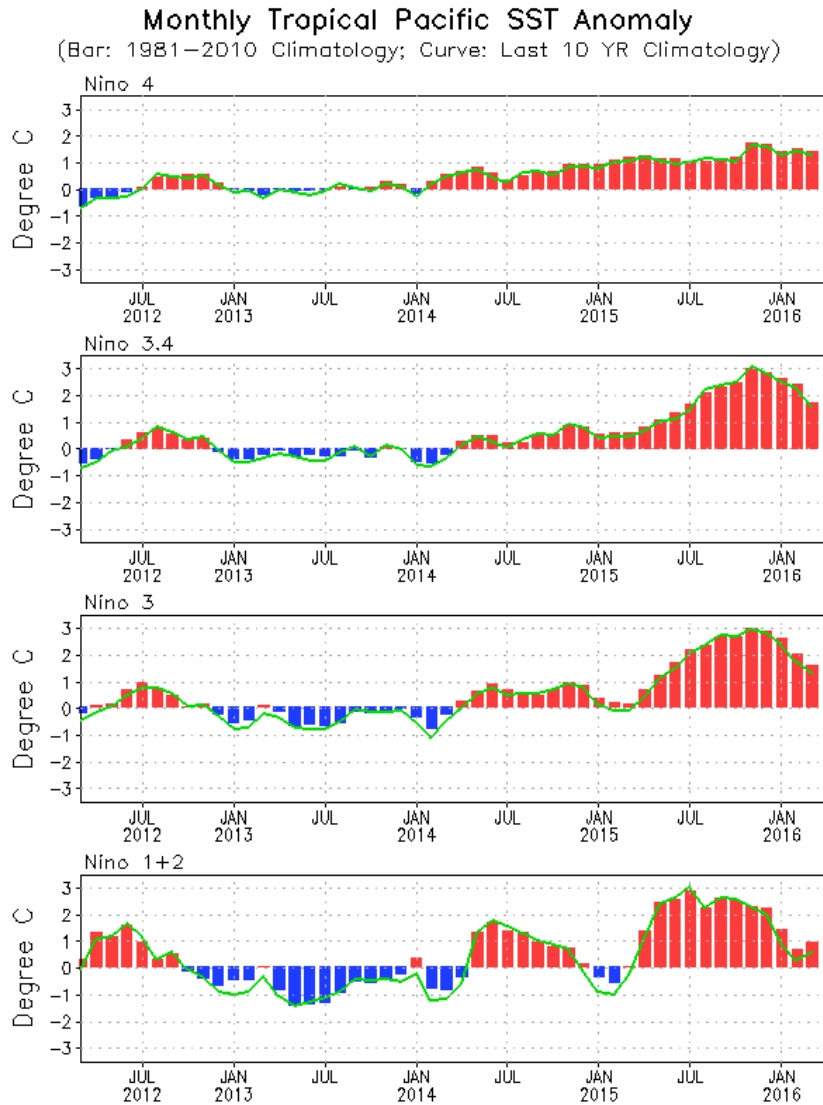 Monthly Tropical Pacific SST Anomaly
(Bar: 1981-2010 Climatology; Curve: Last 10 YR Climatology)
Nino 4
Degree C
3
2
1
0
-1
-2
-3
JUL JAN JUL JAN JUL JAN JUL JAN
2012 2013 2014 2015 2016
Nino 3.4
Degree C
3
2
1
0
-1
-2
-3
JUL JAN JUL JAN JUL JAN JUL JAN
2012 2013 2014 2015 2016
Nino 3
Degree C
3
2
1
0
-1
-2
-3
JUL JAN JUL JAN JUL JAN JUL JAN
2012 2013 2014 2015 2016
Nino 1+2
Degree C
3
2
1
0
-1
-2
-3
JUL JAN JUL JAN JUL JAN JUL JAN
2012 2013 2014 2015 2016